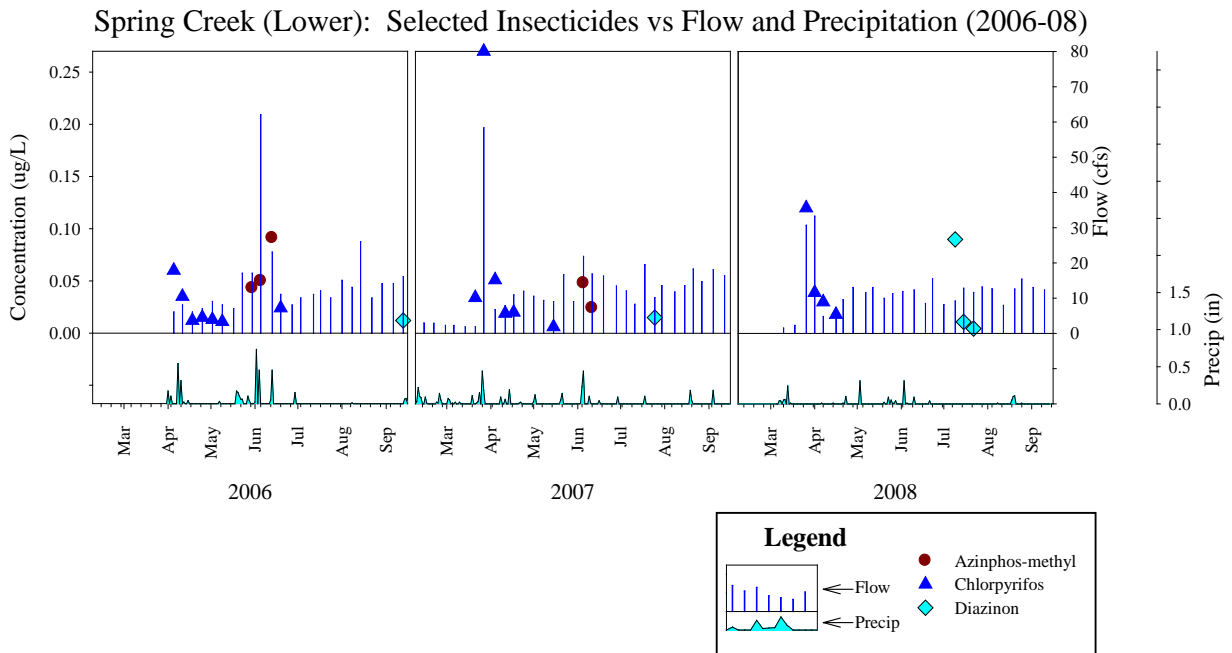 Spring Creek (Lower):  Selected Insecticides vs Flow and Precipitation (2006-08)
Concentration (ug/L)
0.25
0.20
0.15
0.10
0.05
0.00
80
70
60
50
40
30
20
10
0
Flow (cfs)
1.5
1.0
0.5
0.0
Precip (in)
Mar
Apr
May
Jun
Jul
Aug
Sep
Mar
Apr
May
Jun
Jul
Aug
Sep
Mar
Apr
May
Jun
Jul
Aug
Sep
2006
2007
2008
Legend
Flow
Precip
Azinphos-methyl
Chlorpyrifos
Diazinon